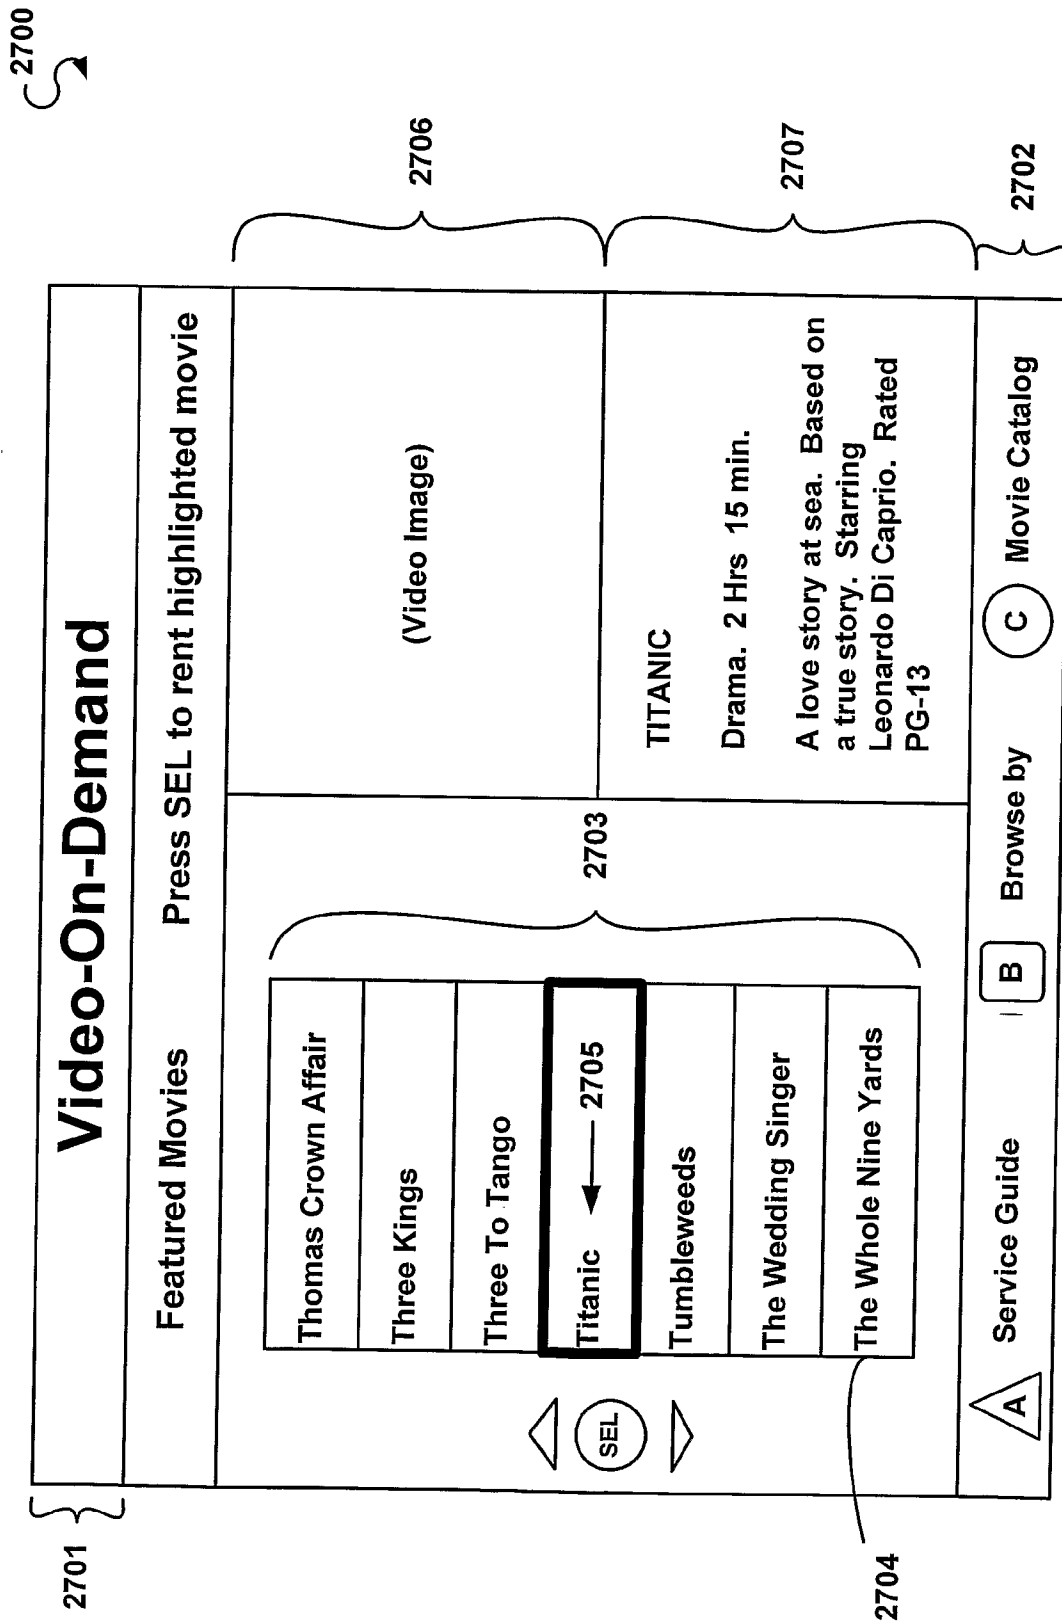 2700
Video-On-Demand
2701
Featured Movies
Press SEL to rent highlighted movie
Thomas Crown Affair
Three Kings
Three To Tango
Titanic
2705
Tumbleweeds
The Wedding Singer
The Whole Nine Yards
SEL
2703
2704
(Video Image)
2706
TITANIC
Drama. 2 Hrs 15 min.
A love story at sea. Based on
a true story. Starring
Leonardo Di Caprio. Rated
PG-13
2707
A
Service Guide
B
Browse by
C
Movie Catalog
2702